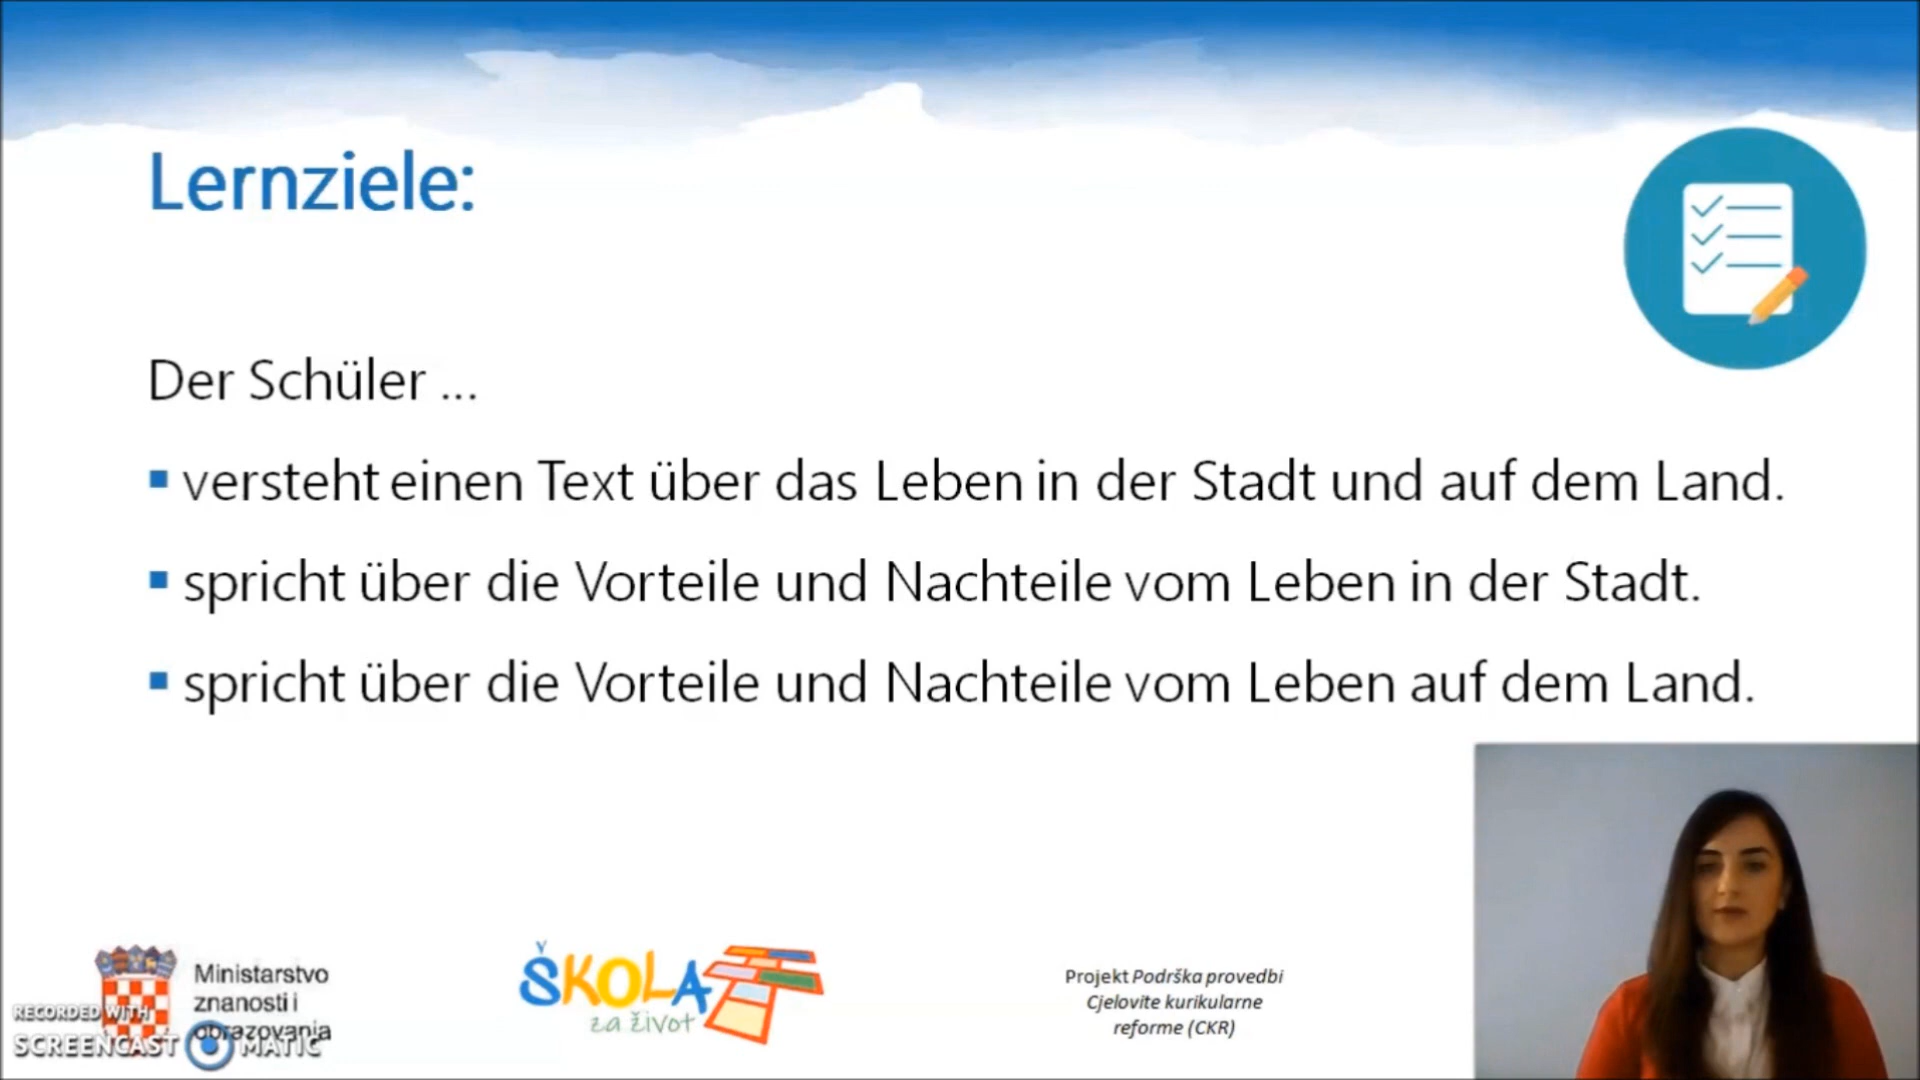 Lernziele:
Der Schüler ...
versteht einen Text über das Leben in der Stadt und auf dem Land.
spricht über die Vorteile und Nachteile vom Leben in der Stadt.
spricht über die Vorteile und Nachteile vom Leben auf dem Land.
Ministarstvo
znanosti i
obrazovanja
RECORDED WITH
SCREENCAST MATIC
ŠKOLA
za život
Projekt Podrška provedbi
Cjelovite kurikularne
reforme (CKR)